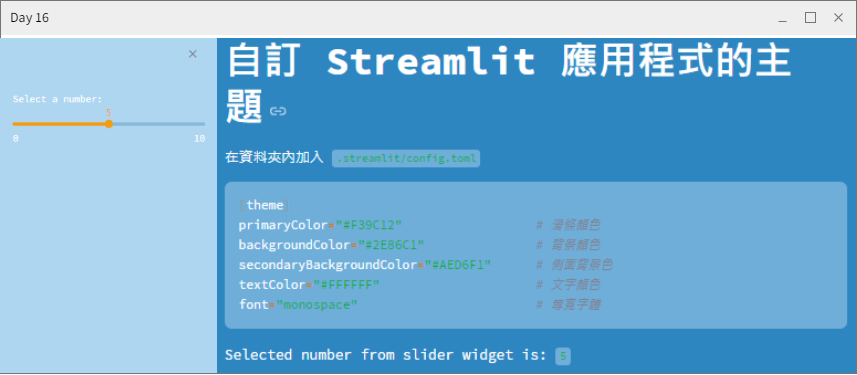 Day 16
Select a number:
5
0
10
自訂 Streamlit 應用程式的主
題
在資料夾內加入 .streamlit/config.toml
[theme]
primaryColor="#F39C12" # 滑條顏色
backgroundColor="#2E86C1" # 背景顏色
secondaryBackgroundColor="#AED6F1" # 側面背景色
textColor="#FFFFFF" # 文字顏色
font="monospace" # 等寬字體
Selected number from slider widget is: 5